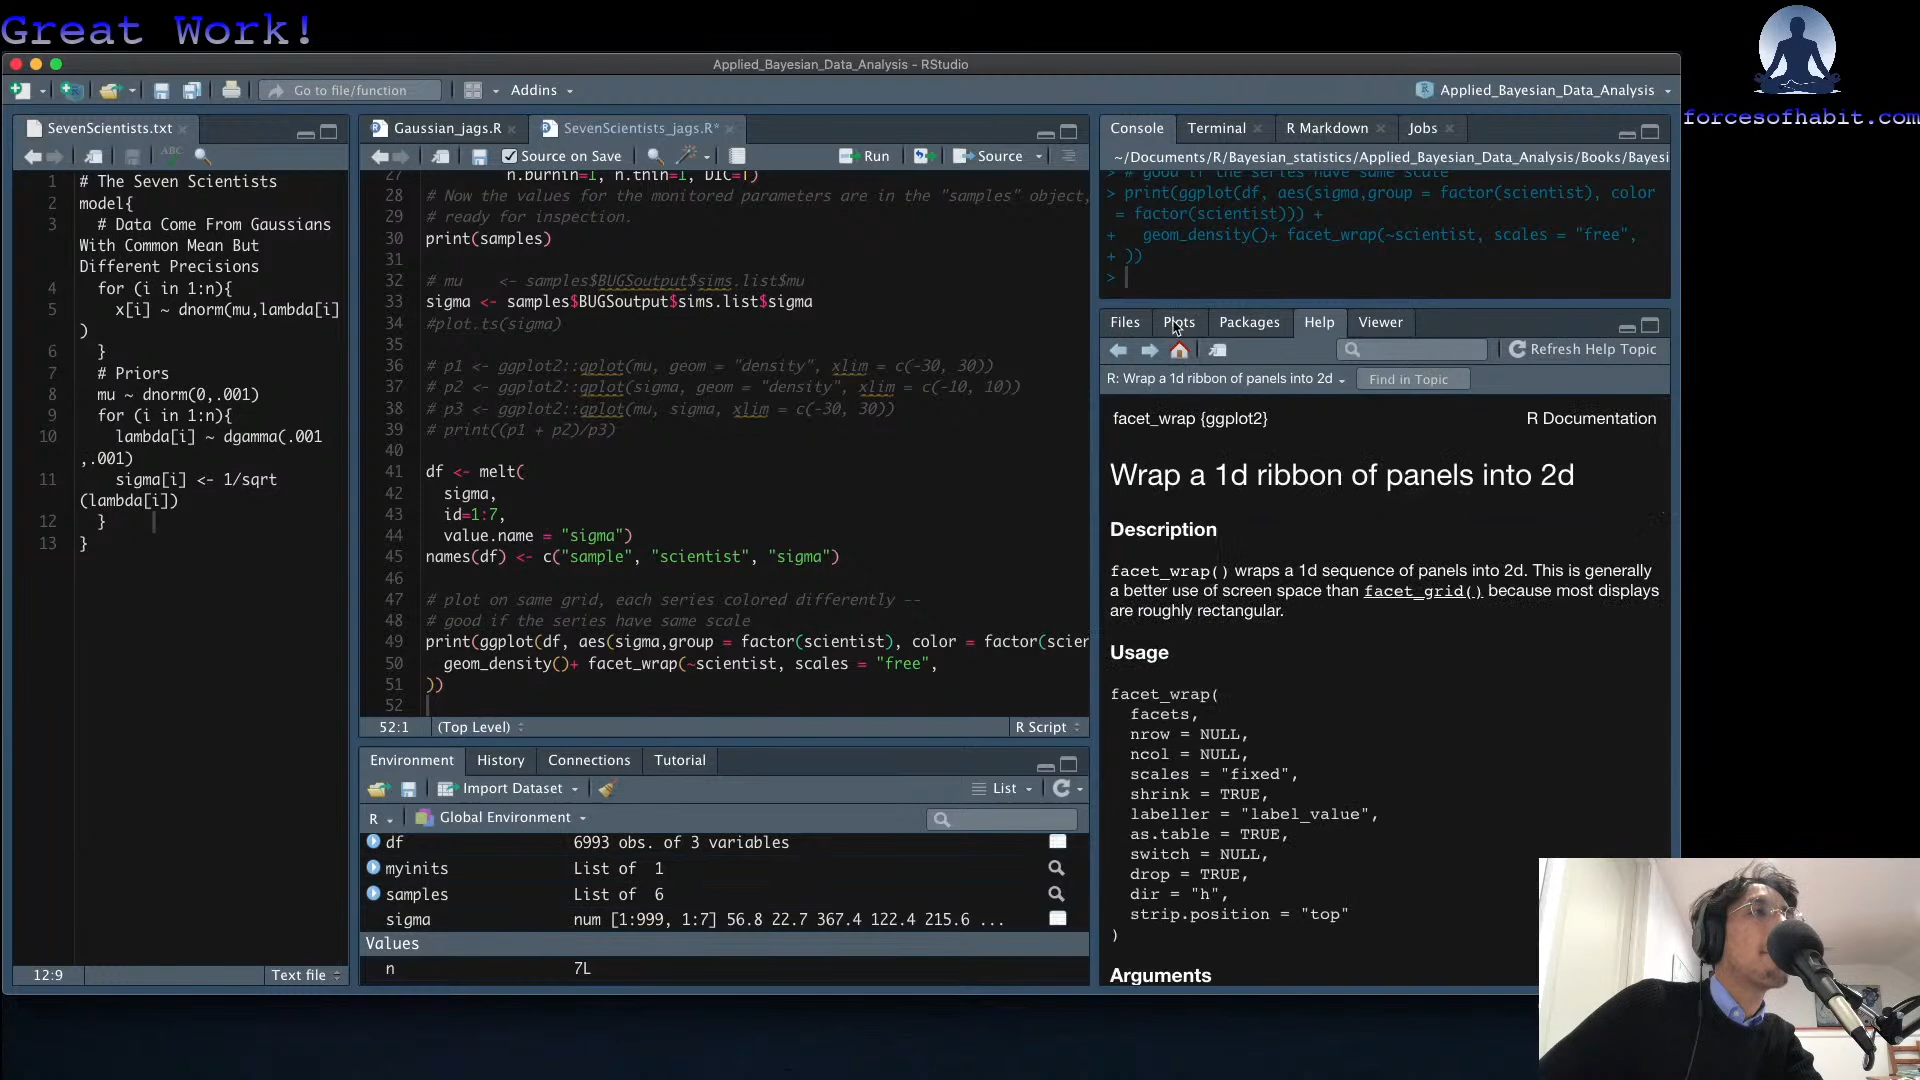 Great Work!
forcesofhabit.com
Applied_Bayesian_Data_Analysis - RStudio
Go to file/function
Addins
Applied_Bayesian_Data_Analysis
SevenScientists.txt
ABC
1 # The Seven Scientists
2 model{
3 # Data Come From Gaussians
With Common Mean But
Different Precisions
4 for (i in 1:n){
5 x[i] ~ dnorm(mu,lambda[i]
)
6 }
7 # Priors
8 mu ~ dnorm(0,.001)
9 for (i in 1:n){
10 lambda[i] ~ dgamma(.001
,.001)
11 sigma[i] <- 1/sqrt
(lambda[i])
12 }
13 }
12:9
Text file
Gaussian_jags.R
SevenScientists_jags.R*
Source on Save
Run
Source
27 n.burnin=1, n.thin=1, DIC=T)
28 # Now the values for the monitored parameters are in the "samples" object,
29 # ready for inspection.
30 print(samples)
31
32 # mu <- samples$BUGSoutput$sims.list$mu
33 sigma <- samples$BUGSoutput$sims.list$sigma
34 #plot.ts(sigma)
35
36 # p1 <- ggplot2::qplot(mu, geom = "density", xlim = c(-30, 30))
37 # p2 <- ggplot2::qplot(sigma, geom = "density", xlim = c(-10, 10))
38 # p3 <- ggplot2::qplot(mu, sigma, xlim = c(-30, 30))
39 # print((p1 + p2)/p3)
40
41 df <- melt(
42 sigma,
43 id=1:7,
44 value.name = "sigma")
45 names(df) <- c("sample", "scientist", "sigma")
46
47 # plot on same grid, each series colored differently --
48 # good if the series have same scale
49 print(ggplot(df, aes(sigma,group = factor(scientist), color = factor(scier
50 geom_density()+ facet_wrap(~scientist, scales = "free",
51 ))
52
52:1
(Top Level)
R Script
Environment
History
Connections
Tutorial
Import Dataset
List
R
Global Environment
df 6993 obs. of 3 variables
myinits List of 1
samples List of 6
sigma num [1:999, 1:7] 56.8 22.7 367.4 122.4 215.6 ...
Values
n 7L
Console
Terminal
R Markdown
Jobs
~/Documents/R/Bayesian_statistics/Applied_Bayesian_Data_Analysis/Books/Bayesi
> # good if the series have same scale
> print(ggplot(df, aes(sigma,group = factor(scientist), color
= factor(scientist))) +
+ geom_density()+ facet_wrap(~scientist, scales = "free",
+ ))
>
Files
Plots
Packages
Help
Viewer
Refresh Help Topic
R: Wrap a 1d ribbon of panels into 2d
Find in Topic
facet_wrap {ggplot2}
R Documentation
Wrap a 1d ribbon of panels into 2d
Description
facet_wrap() wraps a 1d sequence of panels into 2d. This is generally
a better use of screen space than facet_grid() because most displays
are roughly rectangular.
Usage
facet_wrap(
facets,
nrow = NULL,
ncol = NULL,
scales = "fixed",
shrink = TRUE,
labeller = "label_value",
as.table = TRUE,
switch = NULL,
drop = TRUE,
dir = "h",
strip.position = "top"
)
Arguments